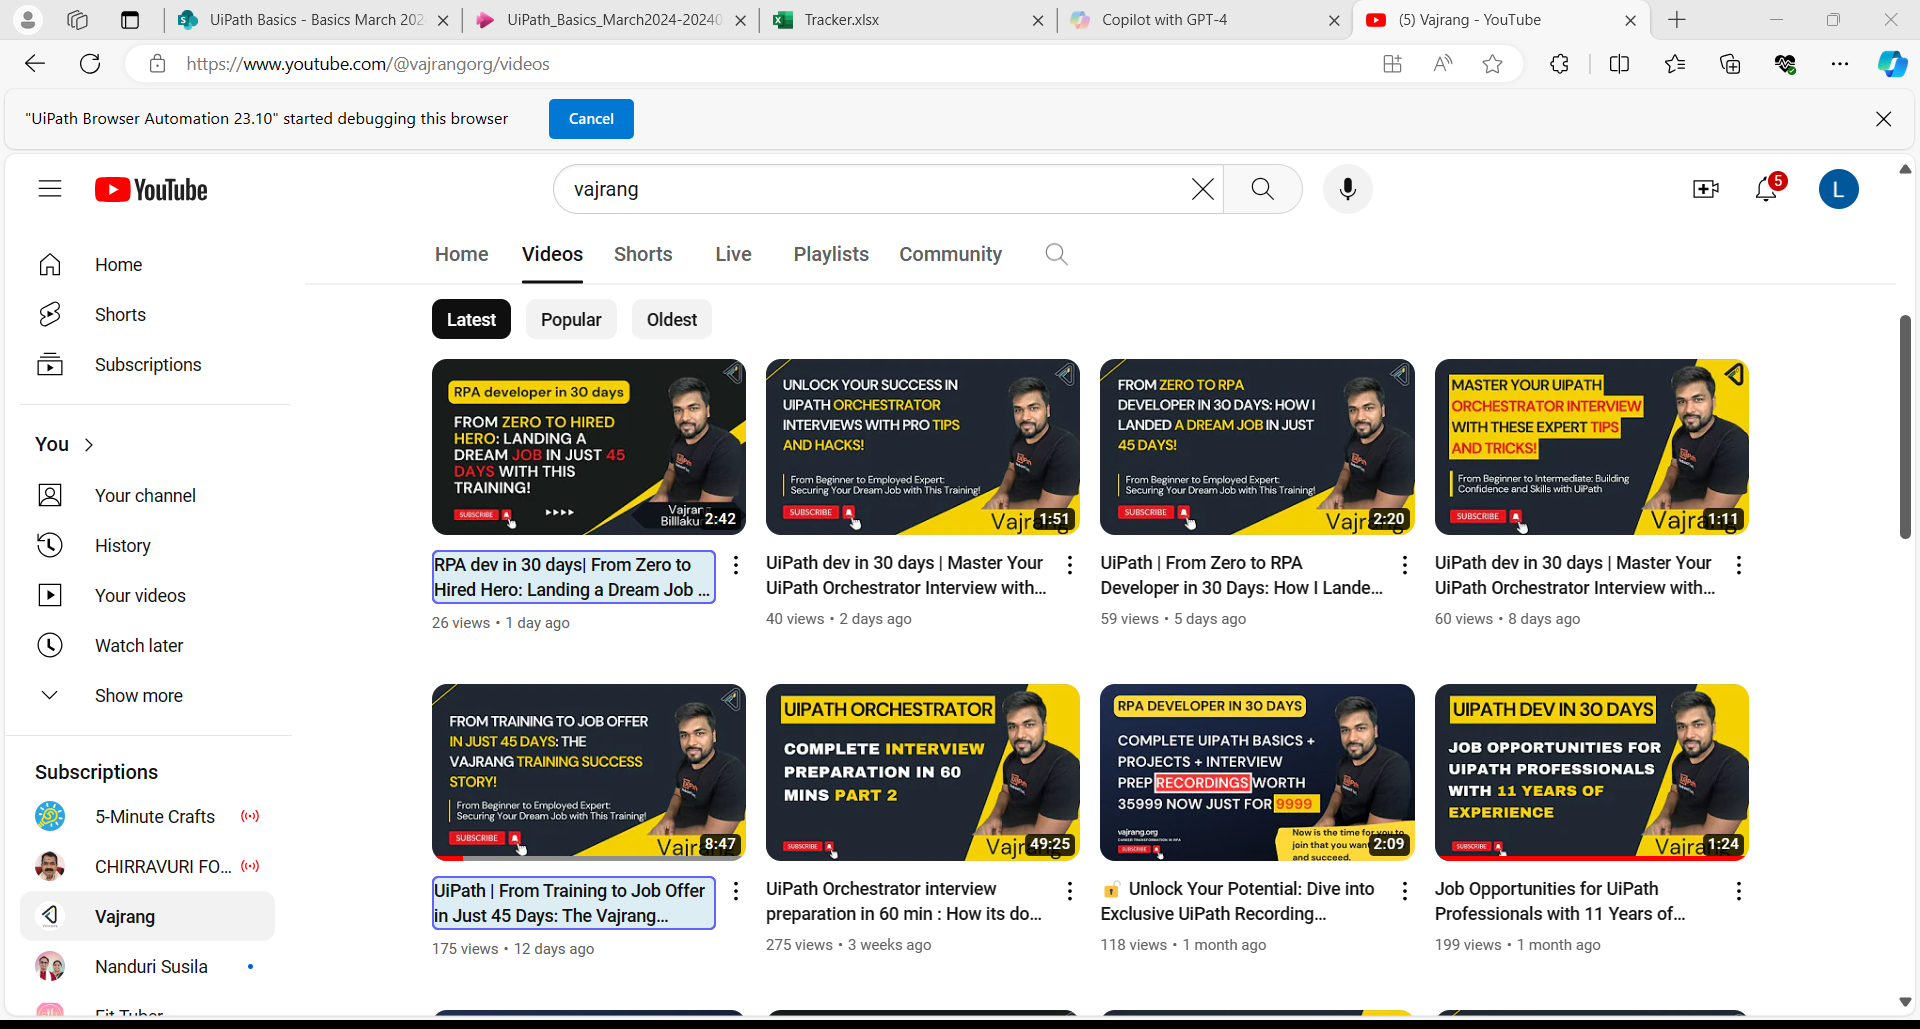 UiPath Basics - Basics March 202
UiPath_Basics_March2024-20240
Tracker.xlsx
Copilot with GPT-4
(5) Vajrang - YouTube
https://www.youtube.com/@vajrangorg/videos
"UiPath Browser Automation 23.10" started debugging this browser
Cancel
YouTube
vajrang
5
L
Home
Videos
Shorts
Live
Playlists
Community
Latest
Popular
Oldest
Home
Shorts
Subscriptions
You
Your channel
History
Your videos
Watch later
Show more
Subscriptions
5-Minute Crafts
CHIRRAVURI FO...
Vajrang
Nanduri Susila
RPA developer in 30 days
FROM ZERO TO HIRED
HERO: LANDING A
DREAM JOB IN JUST 45
DAYS WITH THIS
TRAINING!
SUBSCRIBE
2:42
RPA dev in 30 days| From Zero to
Hired Hero: Landing a Dream Job ...
26 views • 1 day ago
UNLOCK YOUR SUCCESS IN
UIPATH ORCHESTRATOR
INTERVIEWS WITH PRO TIPS
AND HACKS!
From Beginner to Employed Expert:
Securing Your Dream Job with This Training!
SUBSCRIBE
1:51
UiPath dev in 30 days | Master Your
UiPath Orchestrator Interview with...
40 views • 2 days ago
FROM ZERO TO RPA
DEVELOPER IN 30 DAYS: HOW I
LANDED A DREAM JOB IN JUST
45 DAYS!
From Beginner to Employed Expert:
Securing Your Dream Job with This Training!
SUBSCRIBE
2:20
UiPath | From Zero to RPA
Developer in 30 Days: How I Lande...
59 views • 5 days ago
MASTER YOUR UIPATH
ORCHESTRATOR INTERVIEW
WITH THESE EXPERT TIPS
AND TRICKS!
From Beginner to Intermediate: Building
Confidence and Skills with UiPath
SUBSCRIBE
1:11
UiPath dev in 30 days | Master Your
UiPath Orchestrator Interview with...
60 views • 8 days ago
FROM TRAINING TO JOB OFFER
IN JUST 45 DAYS: THE
VAJRANG TRAINING SUCCESS
STORY!
From Beginner to Employed Expert:
Securing Your Dream Job with This Training!
SUBSCRIBE
8:47
UiPath | From Training to Job Offer
in Just 45 Days: The Vajrang...
175 views • 12 days ago
UIPATH ORCHESTRATOR
COMPLETE INTERVIEW
PREPARATION IN 60
MINS PART 2
SUBSCRIBE
49:25
UiPath Orchestrator interview
preparation in 60 min : How its do...
275 views • 3 weeks ago
RPA DEVELOPER IN 30 DAYS
COMPLETE UIPATH BASICS +
PROJECTS + INTERVIEW
PREP RECORDINGS WORTH
35999 NOW JUST FOR 9999
vajrang.org
SUBSCRIBE
Now is the time for you to
join that you want
and succeed.
2:09
Unlock Your Potential: Dive into
Exclusive UiPath Recording...
118 views • 1 month ago
UIPATH DEV IN 30 DAYS
JOB OPPORTUNITIES FOR
UIPATH PROFESSIONALS
WITH 11 YEARS OF
EXPERIENCE
SUBSCRIBE
1:24
Job Opportunities for UiPath
Professionals with 11 Years of...
199 views • 1 month ago